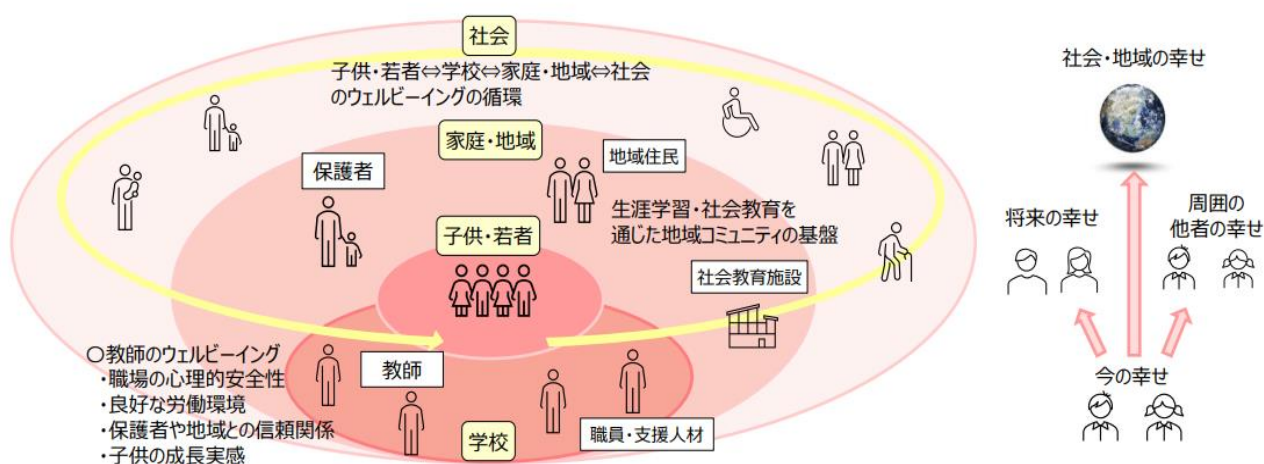 社会
子供・若者⇔学校⇔家庭・地域⇔社会
のウェルビーイングの循環
家庭・地域
地域住民
保護者
生涯学習・社会教育を
通じた地域コミュニティの基盤
子供・若者
社会教育施設
〇教師のウェルビーイング
・職場の心理的安全性
・良好な労働環境
・保護者や地域との信頼関係
・子供の成長実感
教師
職員・支援人材
学校
社会・地域の幸せ
将来の幸せ
周囲の
他者の幸せ
今の幸せ